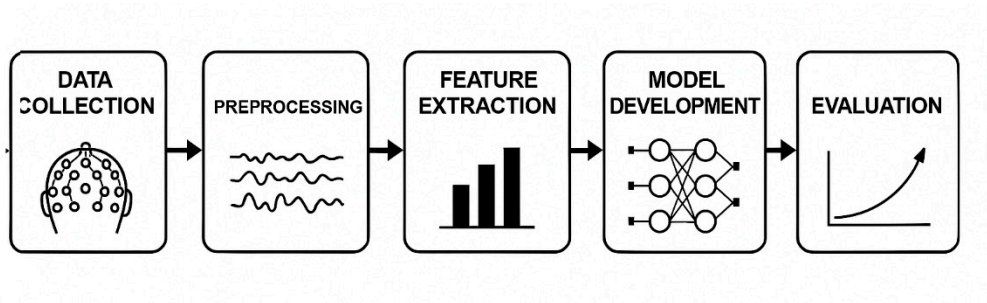 DATA
COLLECTION
PREPROCESSING
FEATURE
EXTRACTION
MODEL
DEVELOPMENT
EVALUATION